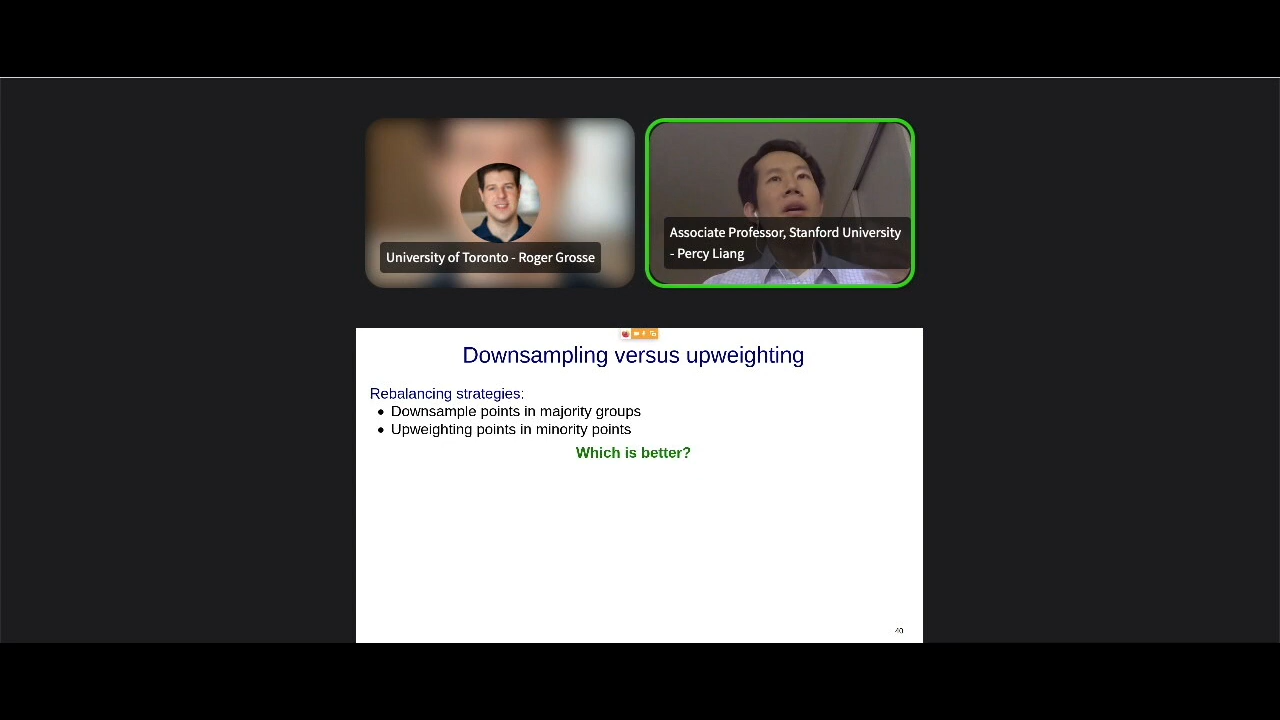 University of Toronto - Roger Grosse
Associate Professor, Stanford University
- Percy Liang
Downsampling versus upweighting
Rebalancing strategies:
• Downsample points in majority groups
• Upweighting points in minority points
Which is better?
40